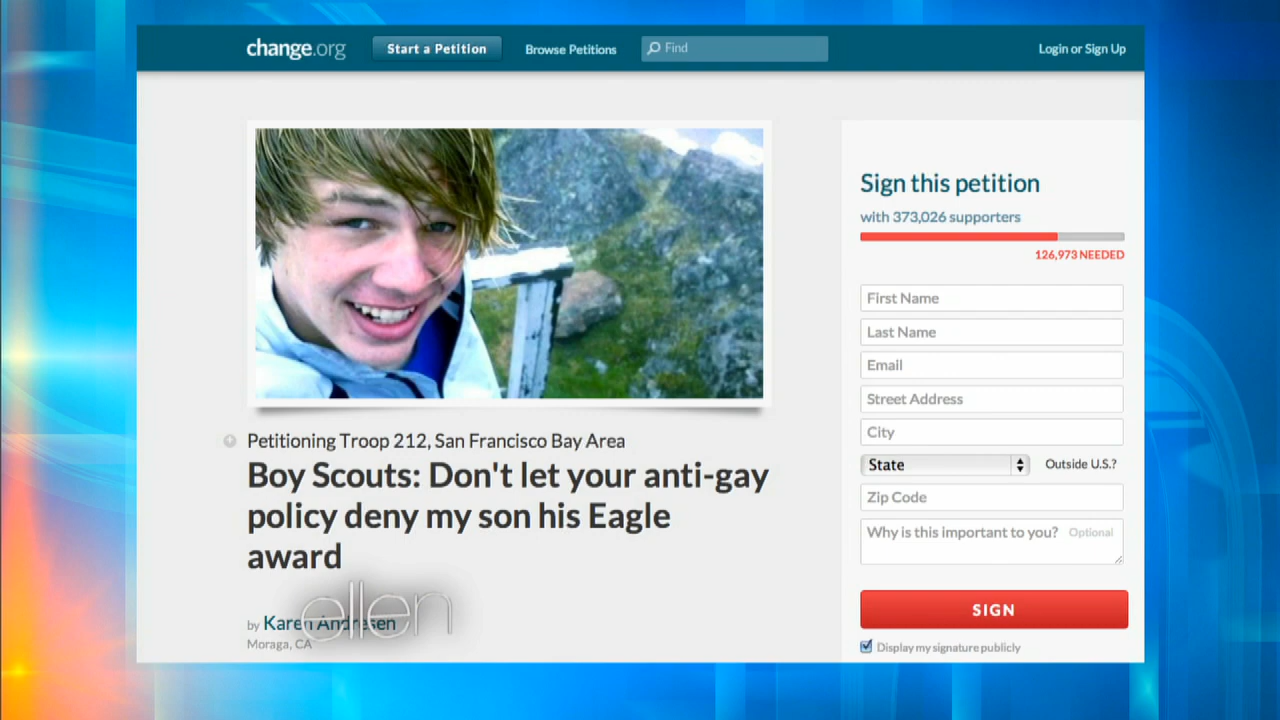 change.org
Start a Petition
Browse Petitions
Find
Login or Sign Up
Petitioning Troop 212, San Francisco Bay Area
Boy Scouts: Don't let your anti-gay
policy deny my son his Eagle
award
by Karen Andresen
Moraga, CA
ellen
Sign this petition
with 373,026 supporters
126,973 NEEDED
First Name
Last Name
Email
Street Address
City
State
Outside U.S.?
Zip Code
Why is this important to you? Optional
SIGN
Display my signature publicly